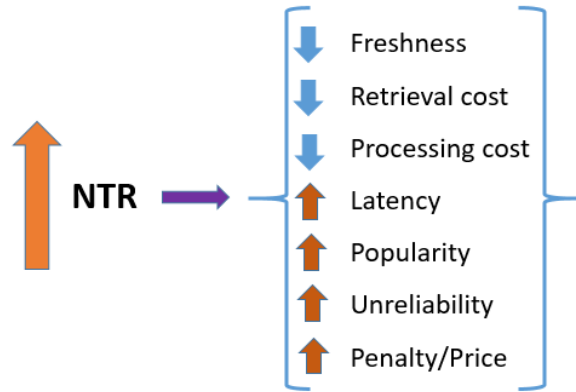 Freshness
Retrieval cost
Processing cost
NTR
Latency
Popularity
Unreliability
Penalty/Price